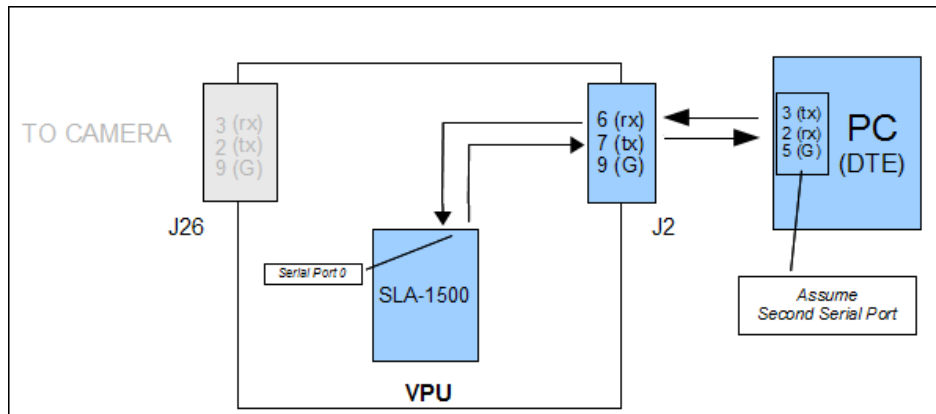 TO CAMERA
3 (rx)
2 (tx)
9 (G)
J26
6 (rx)
7 (tx)
9 (G)
J2
3 (tx)
2 (rx)
5 (G)
PC
(DTE)
Serial Port 0
SLA-1500
Assume
Second Serial Port
VPU